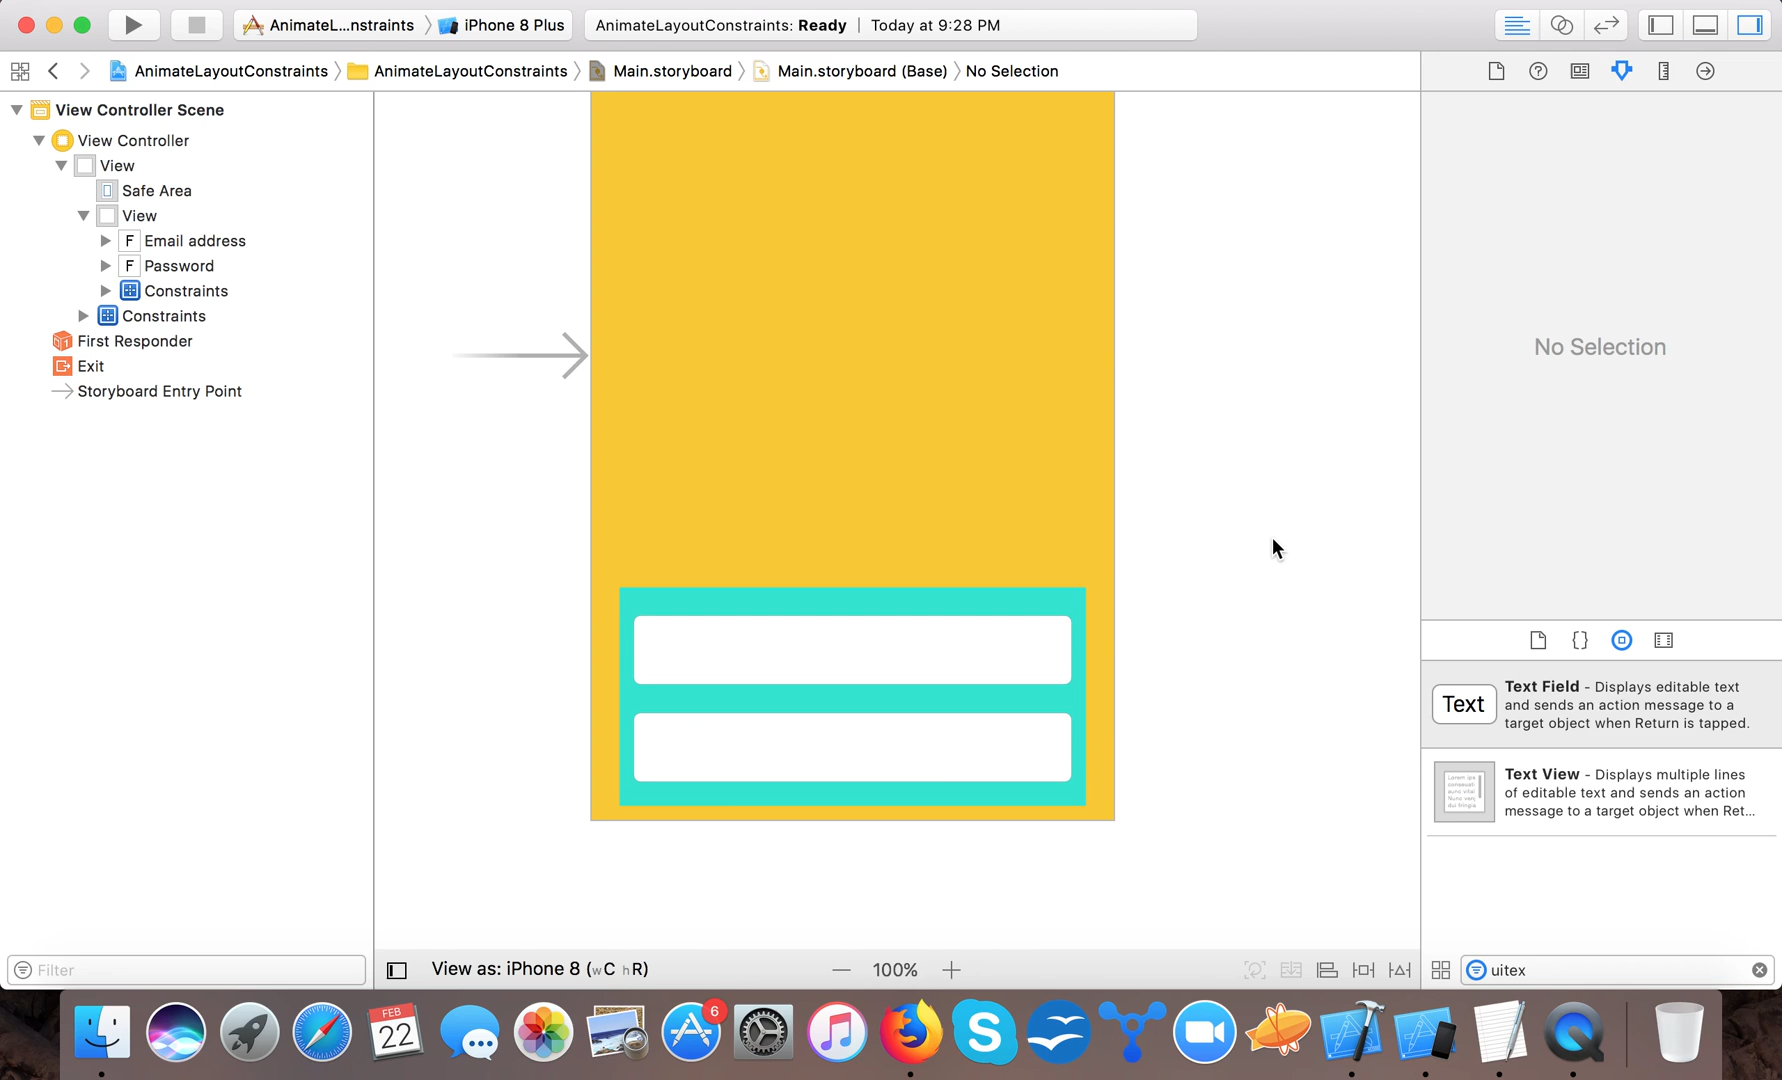 AnimateL...nstraints
iPhone 8 Plus
AnimateLayoutConstraints: Ready | Today at 9:28 PM
AnimateLayoutConstraints
AnimateLayoutConstraints
Main.storyboard
Main.storyboard (Base)
No Selection
View Controller Scene
View Controller
View
Safe Area
View
F Email address
F Password
Constraints
Constraints
First Responder
Exit
Storyboard Entry Point
No Selection
Text
Text Field - Displays editable text
and sends an action message to a
target object when Return is tapped.
Text View - Displays multiple lines
of editable text and sends an action
message to a target object when Ret...
Filter
View as: iPhone 8 (wC hR)
100%
uitex
FEB
22
6